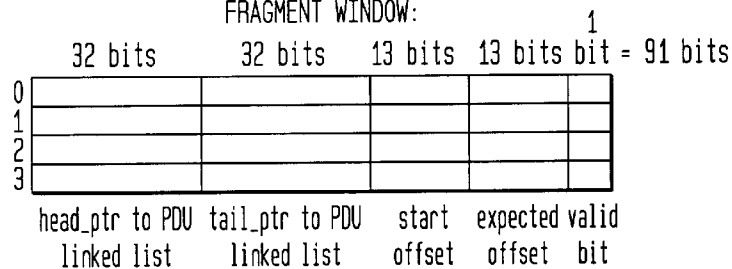 FRAGMENT WINDOW:
1
32 bits 32 bits 13 bits 13 bits bit = 91 bits
0
1
2
3
head_ptr to PDU tail_ptr to PDU start expected valid
linked list linked list offset offset bit